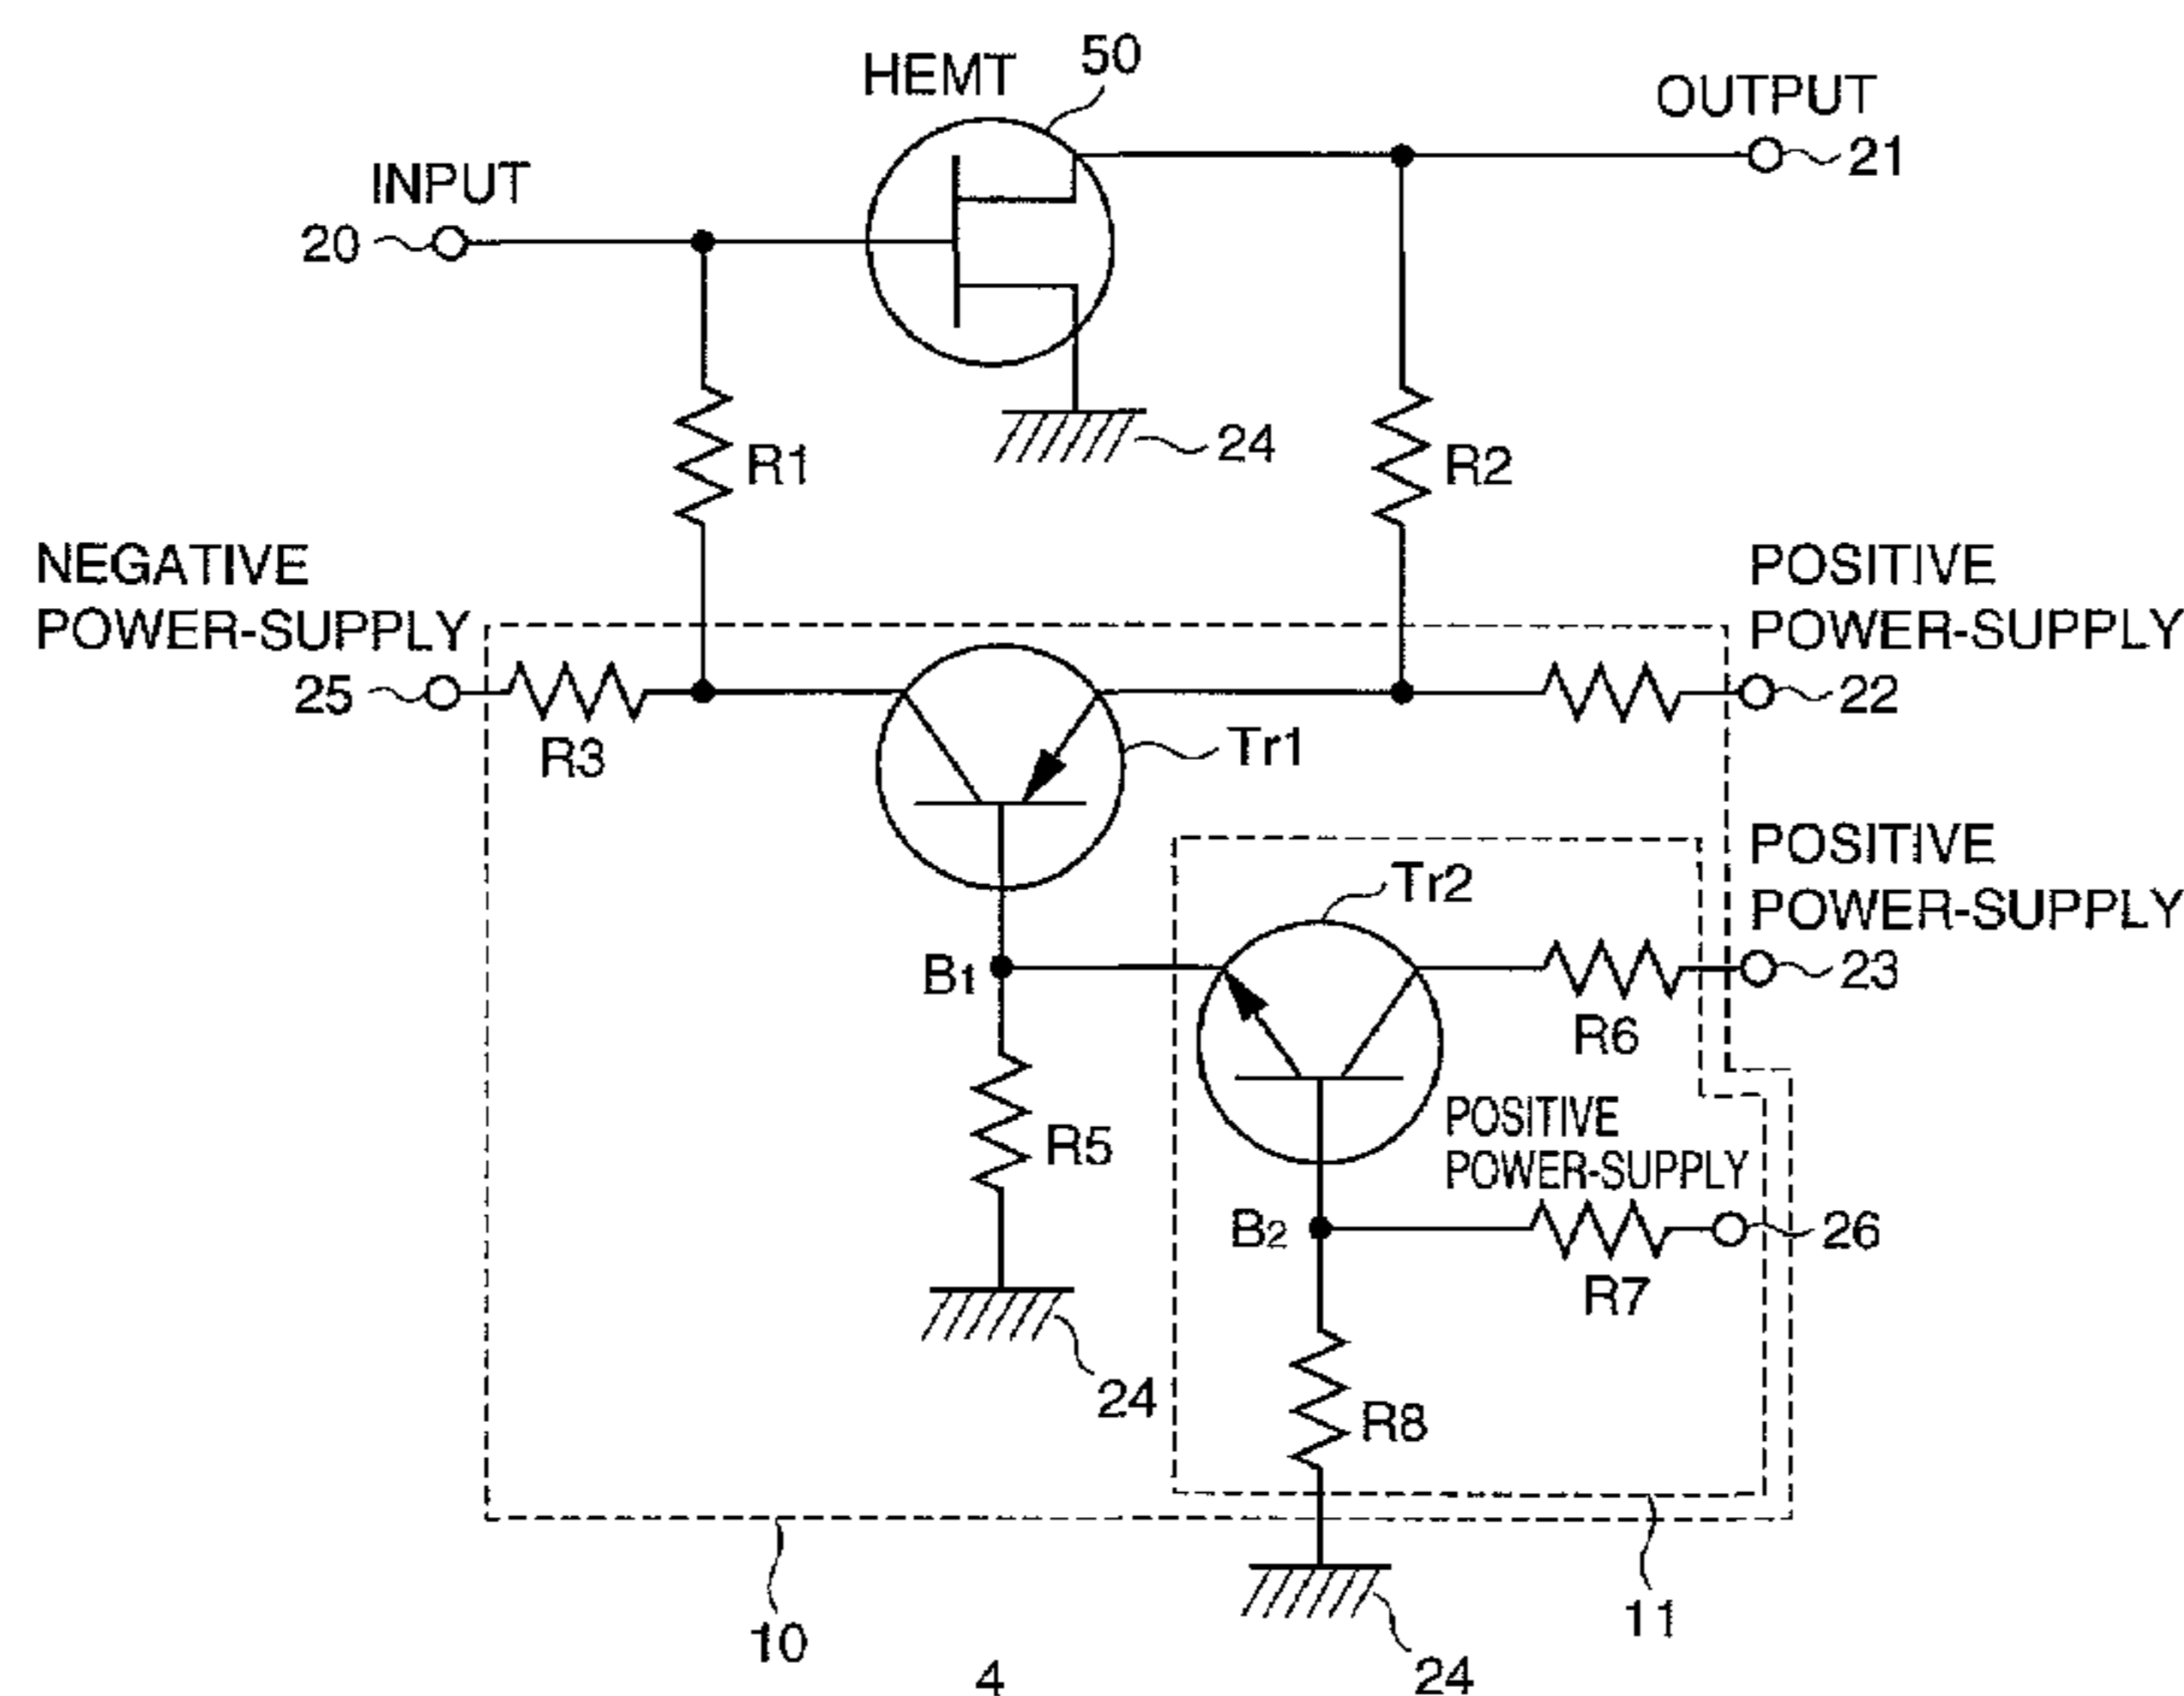 HEMT
50
OUTPUT
21
INPUT
20
24
R1
R2
NEGATIVE
POWER-SUPPLY
25
POSITIVE
POWER-SUPPLY
22
R3
Tr1
POSITIVE
POWER-SUPPLY
23
Tr2
B1
R6
POSITIVE
POWER-SUPPLY
R5
B2
26
R7
24
R8
10
11
4
24